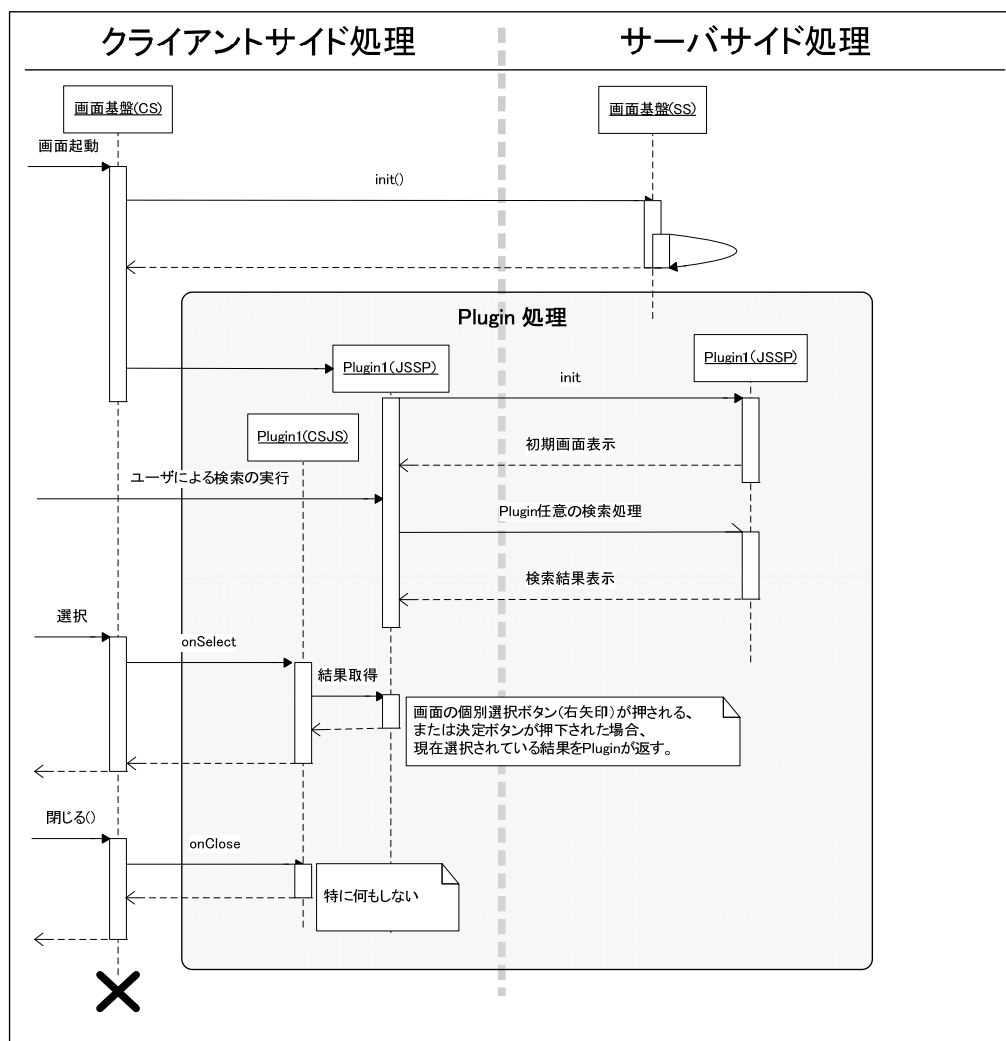 クライアントサイド処理
サーバサイド処理
画面基盤(CS)
画面基盤(SS)
画面起動
init()
Plugin 処理
Plugin1(JSSP)
Plugin1(JSSP)
init
Plugin1(CSJS)
初期画面表示
ユーザによる検索の実行
Plugin任意の検索処理
検索結果表示
選択
onSelect
結果取得
画面の個別選択ボタン(右矢印)が押される、
または決定ボタンが押下された場合、
現在選択されている結果をPluginが返す。
閉じる()
onClose
特に何もしない